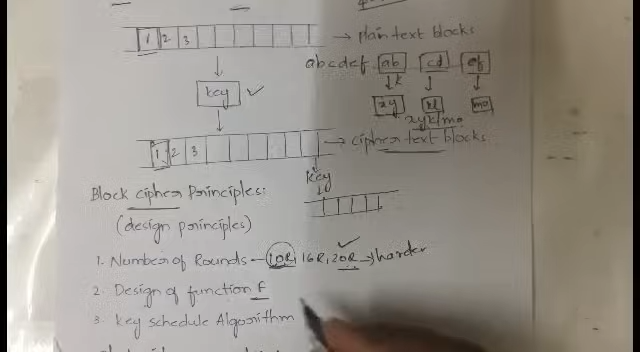 1 2 3 → plain text blocks
abcdef ab cd ef
key ✓ k
xy kl mo
xyklmo
1 2 3 → cipher text blocks
key
Block cipher Principles:
(design principles)
1. Number of Rounds - 10R, 16R, 20R → harder
2. Design of function F
3. Key schedule Algorithm